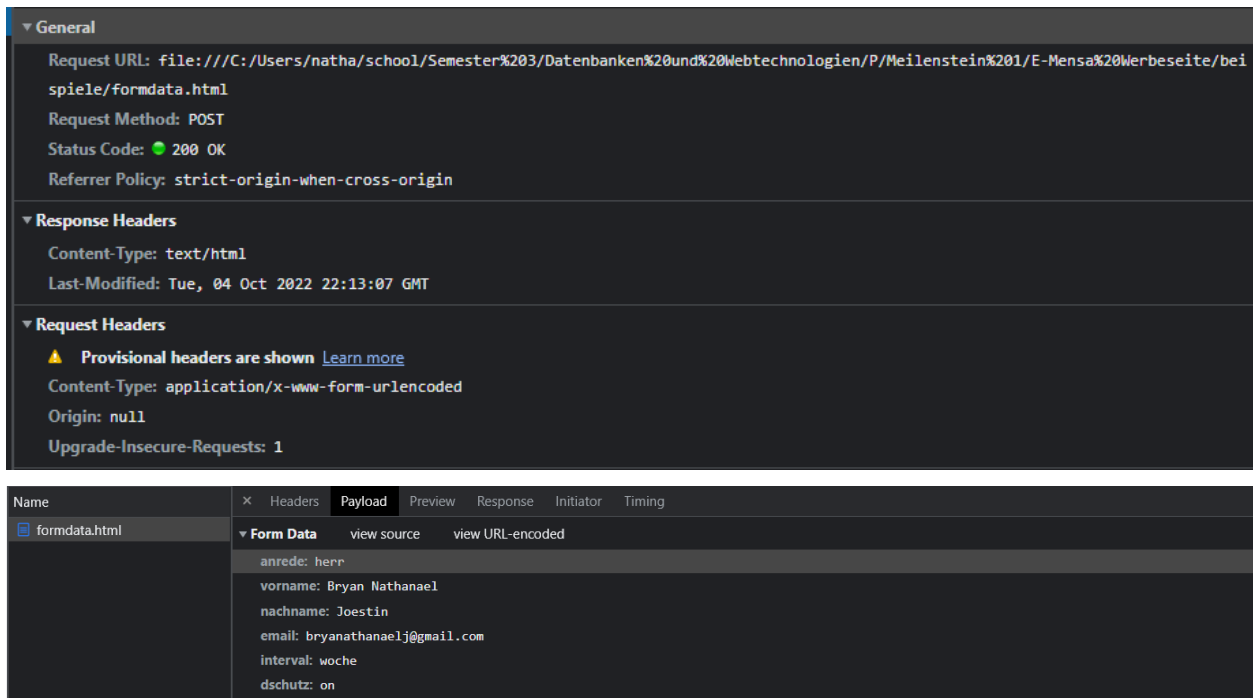 General
Request URL: file:///C:/Users/natha/school/Semester%203/Datenbanken%20und%20Webtechnologien/P/Meilenstein%201/E-Mensa%20Werbeseite/bei
spiele/formdata.html
Request Method: POST
Status Code: 200 OK
Referrer Policy: strict-origin-when-cross-origin
Response Headers
Content-Type: text/html
Last-Modified: Tue, 04 Oct 2022 22:13:07 GMT
Request Headers
Provisional headers are shown Learn more
Content-Type: application/x-www-form-urlencoded
Origin: null
Upgrade-Insecure-Requests: 1
Name × Headers Payload Preview Response Initiator Timing
formdata.html Form Data view source view URL-encoded
anrede: herr
vorname: Bryan Nathanael
nachname: Joestin
email: bryanathanaelj@gmail.com
interval: woche
dschutz: on